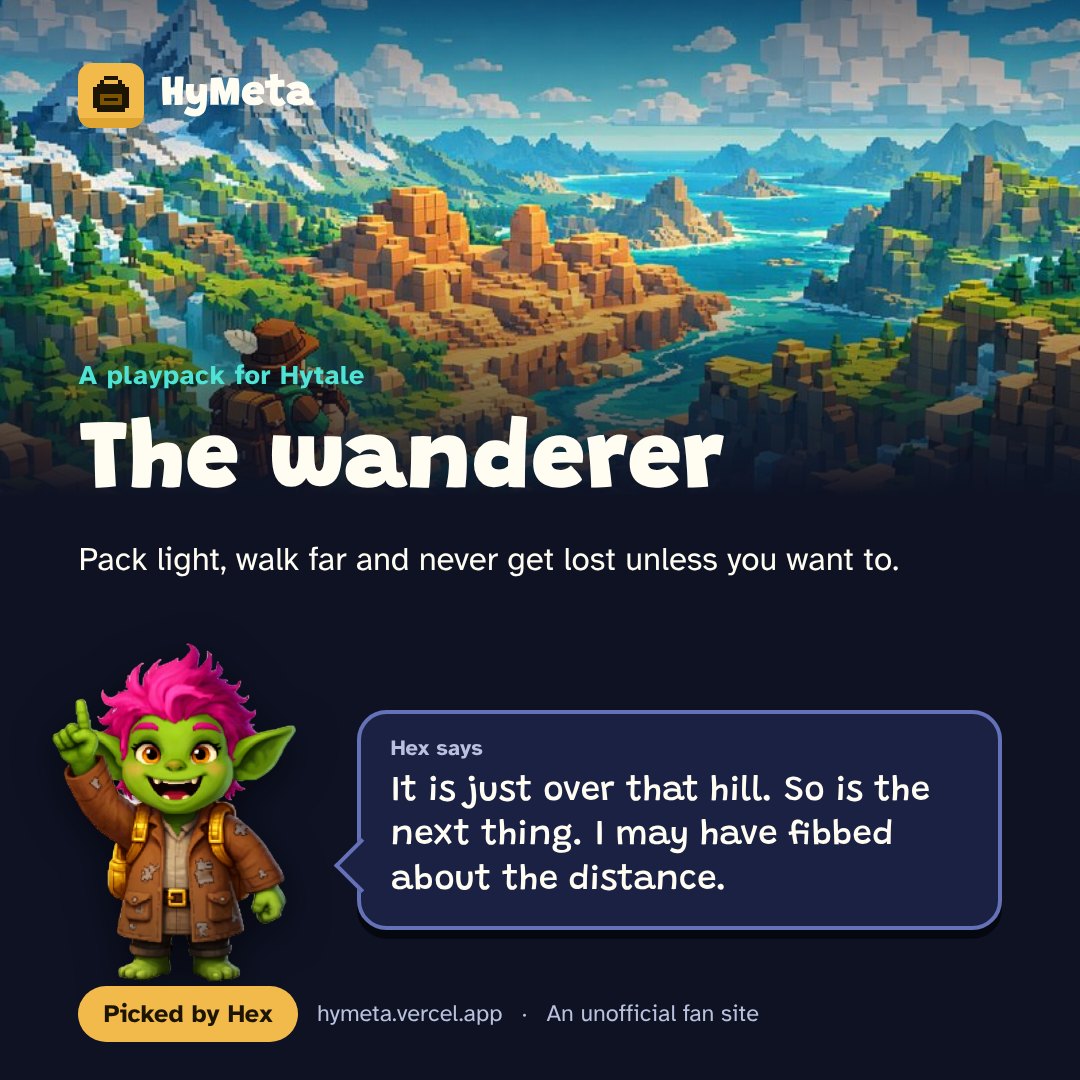 HyMeta
A playpack for Hytale
The wanderer
Pack light, walk far and never get lost unless you want to.
Hex says
It is just over that hill. So is the
next thing. I may have fibbed
about the distance.
Picked by Hex
hymeta.vercel.app · An unofficial fan site